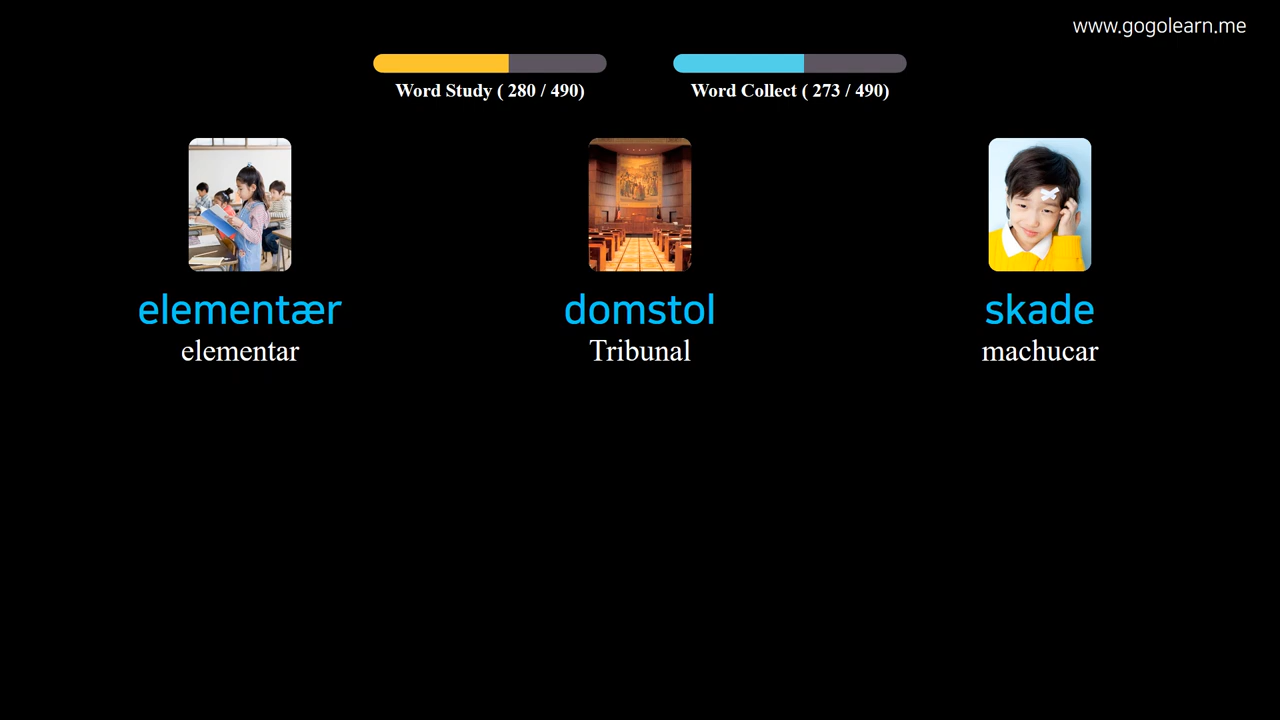 www.gogolearn.me
Word Study ( 280 / 490)
Word Collect ( 273 / 490)
elementær
domstol
skade
elementar
Tribunal
machucar